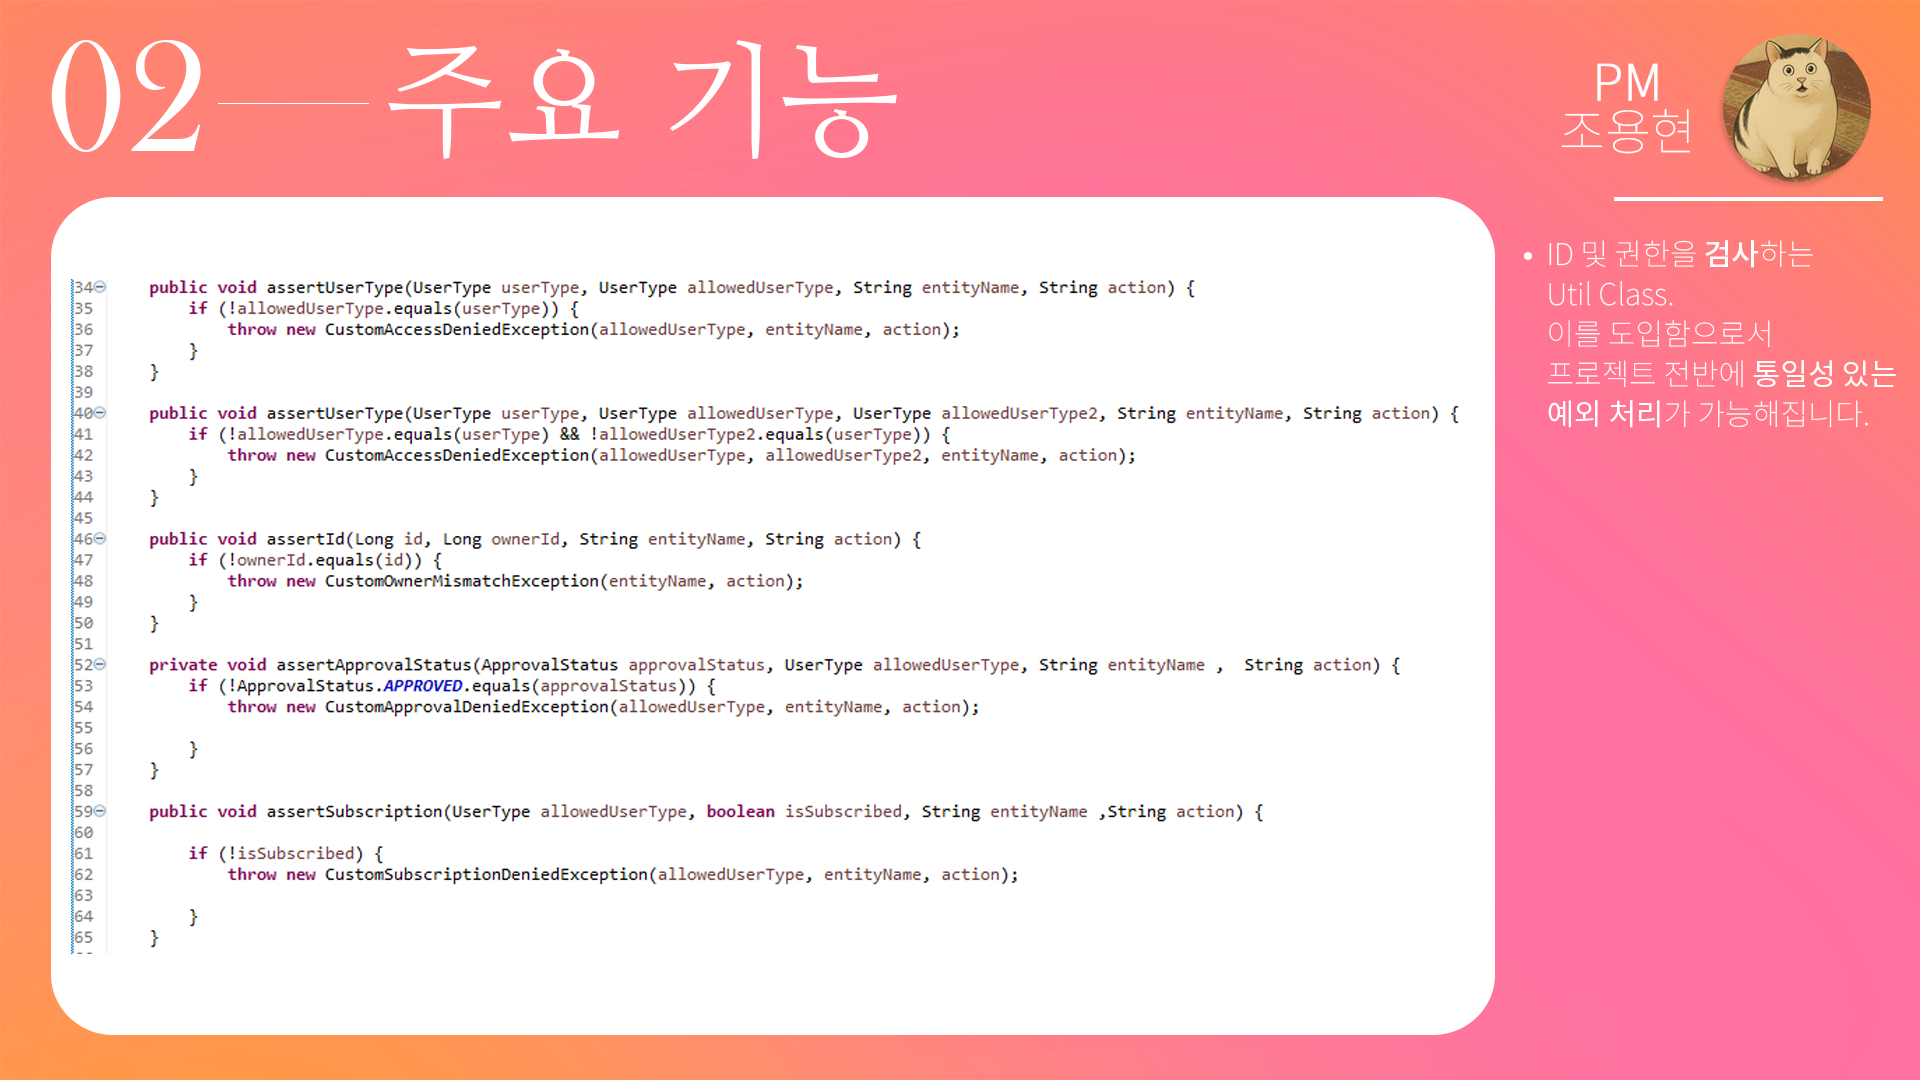 02 주요 기능
PM
조용현
34 public void assertUserType(UserType userType, UserType allowedUserType, String entityName, String action) {
35 if (!allowedUserType.equals(userType)) {
36 throw new CustomAccessDeniedException(allowedUserType, entityName, action);
37 }
38 }
39
40 public void assertUserType(UserType userType, UserType allowedUserType, UserType allowedUserType2, String entityName, String action) {
41 if (!allowedUserType.equals(userType) && !allowedUserType2.equals(userType)) {
42 throw new CustomAccessDeniedException(allowedUserType, allowedUserType2, entityName, action);
43 }
44 }
45
46 public void assertId(Long id, Long ownerId, String entityName, String action) {
47 if (!ownerId.equals(id)) {
48 throw new CustomOwnerMismatchException(entityName, action);
49 }
50 }
51
52 private void assertApprovalStatus(ApprovalStatus approvalStatus, UserType allowedUserType, String entityName ,  String action) {
53 if (!ApprovalStatus.APPROVED.equals(approvalStatus)) {
54 throw new CustomApprovalDeniedException(allowedUserType, entityName, action);
55
56 }
57 }
58
59 public void assertSubscription(UserType allowedUserType, boolean isSubscribed, String entityName ,String action) {
60
61 if (!isSubscribed) {
62 throw new CustomSubscriptionDeniedException(allowedUserType, entityName, action);
63
64 }
65 }
• ID 및 권한을 검사하는
Util Class.
이를 도입함으로서
프로젝트 전반에 통일성 있는
예외 처리가 가능해집니다.